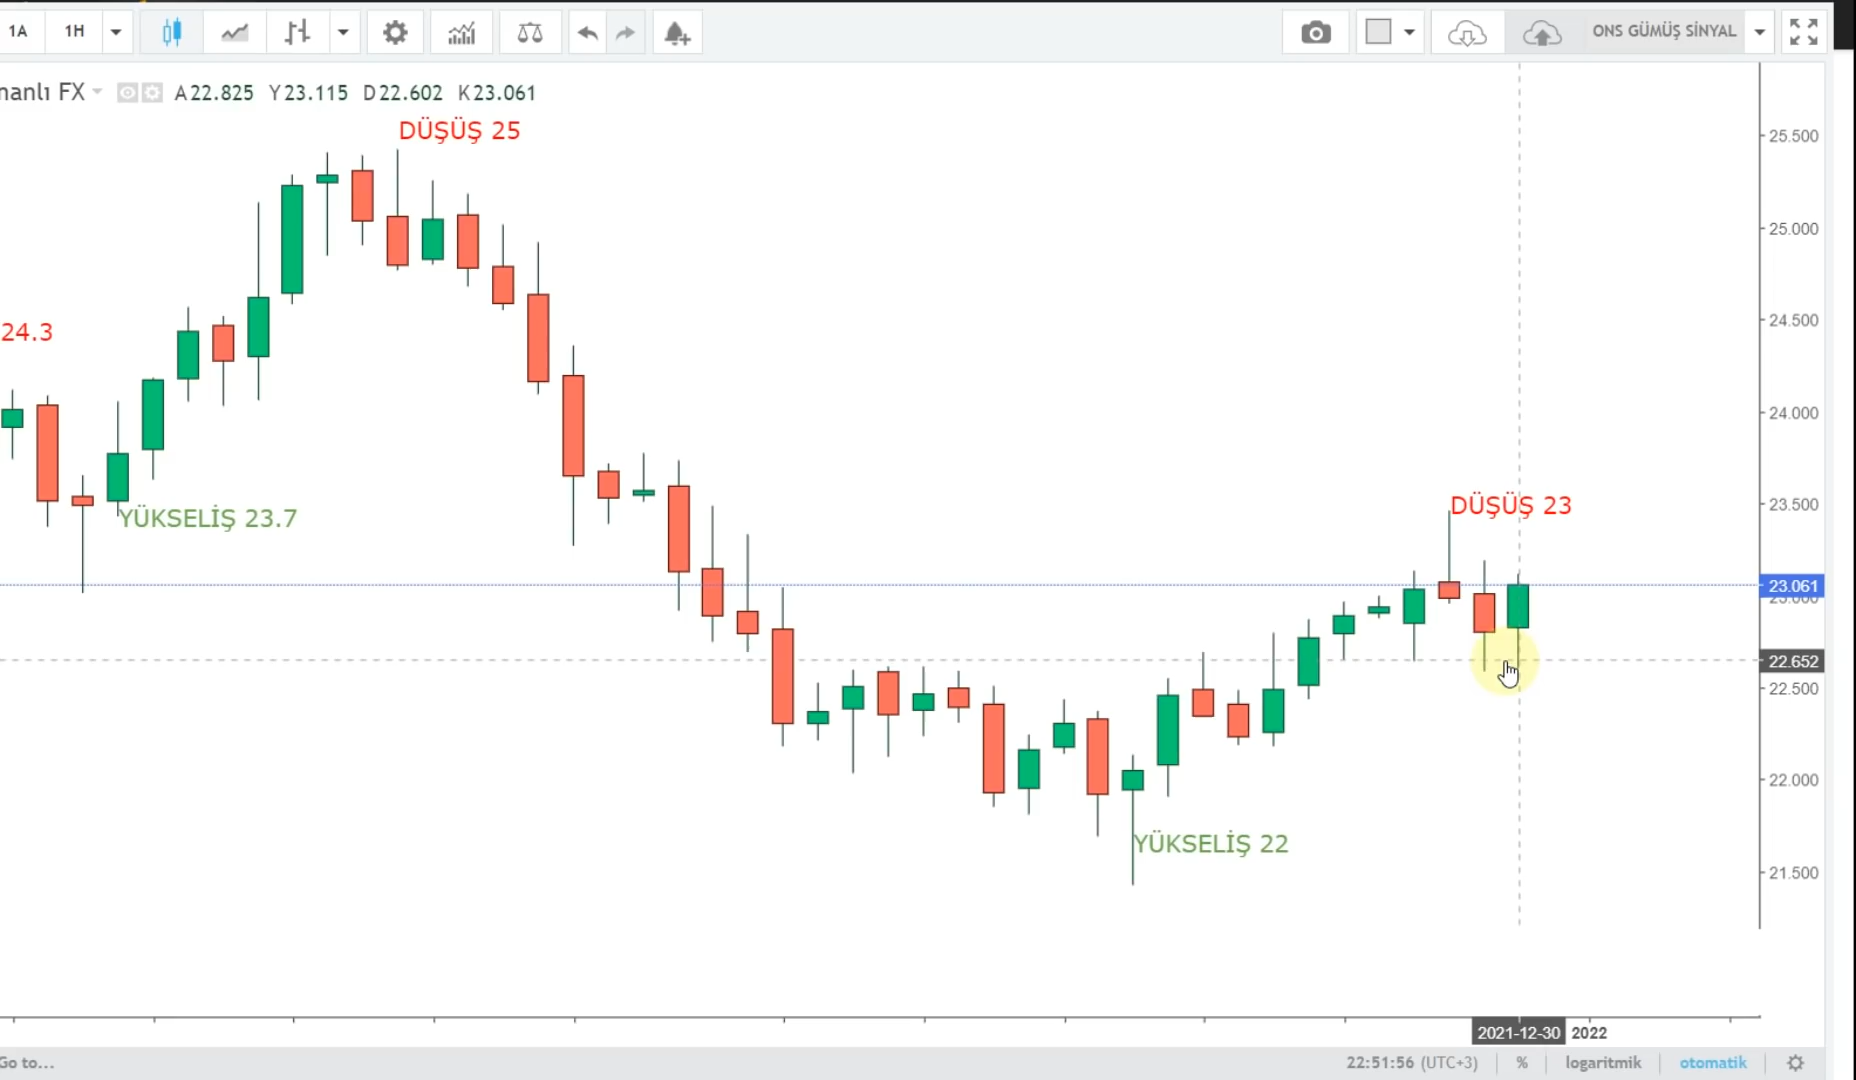 1A 1H ONS GÜMÜŞ SİNYAL
nanlı FX A22.825 Y23.115 D22.602 K23.061
DÜŞÜŞ 25
25.500
25.000
24.500
24.3
24.000
YÜKSELİŞ 23.7
DÜŞÜŞ 23
23.500
23.061
23.000
22.652
22.500
22.000
YÜKSELİŞ 22
21.500
2021-12-30 2022
Go to... 22:51:56 (UTC+3) % logaritmik otomatik